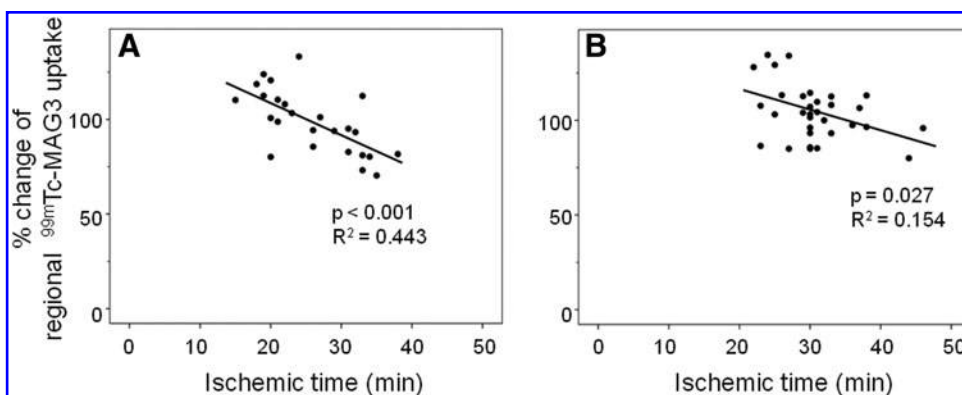 A
B
% change of
regional ⁹⁹ᵐTc-MAG3 uptake
100
50
0
p < 0.001
R² = 0.443
0 10 20 30 40 50
Ischemic time (min)
100
50
0
p = 0.027
R² = 0.154
0 10 20 30 40 50
Ischemic time (min)